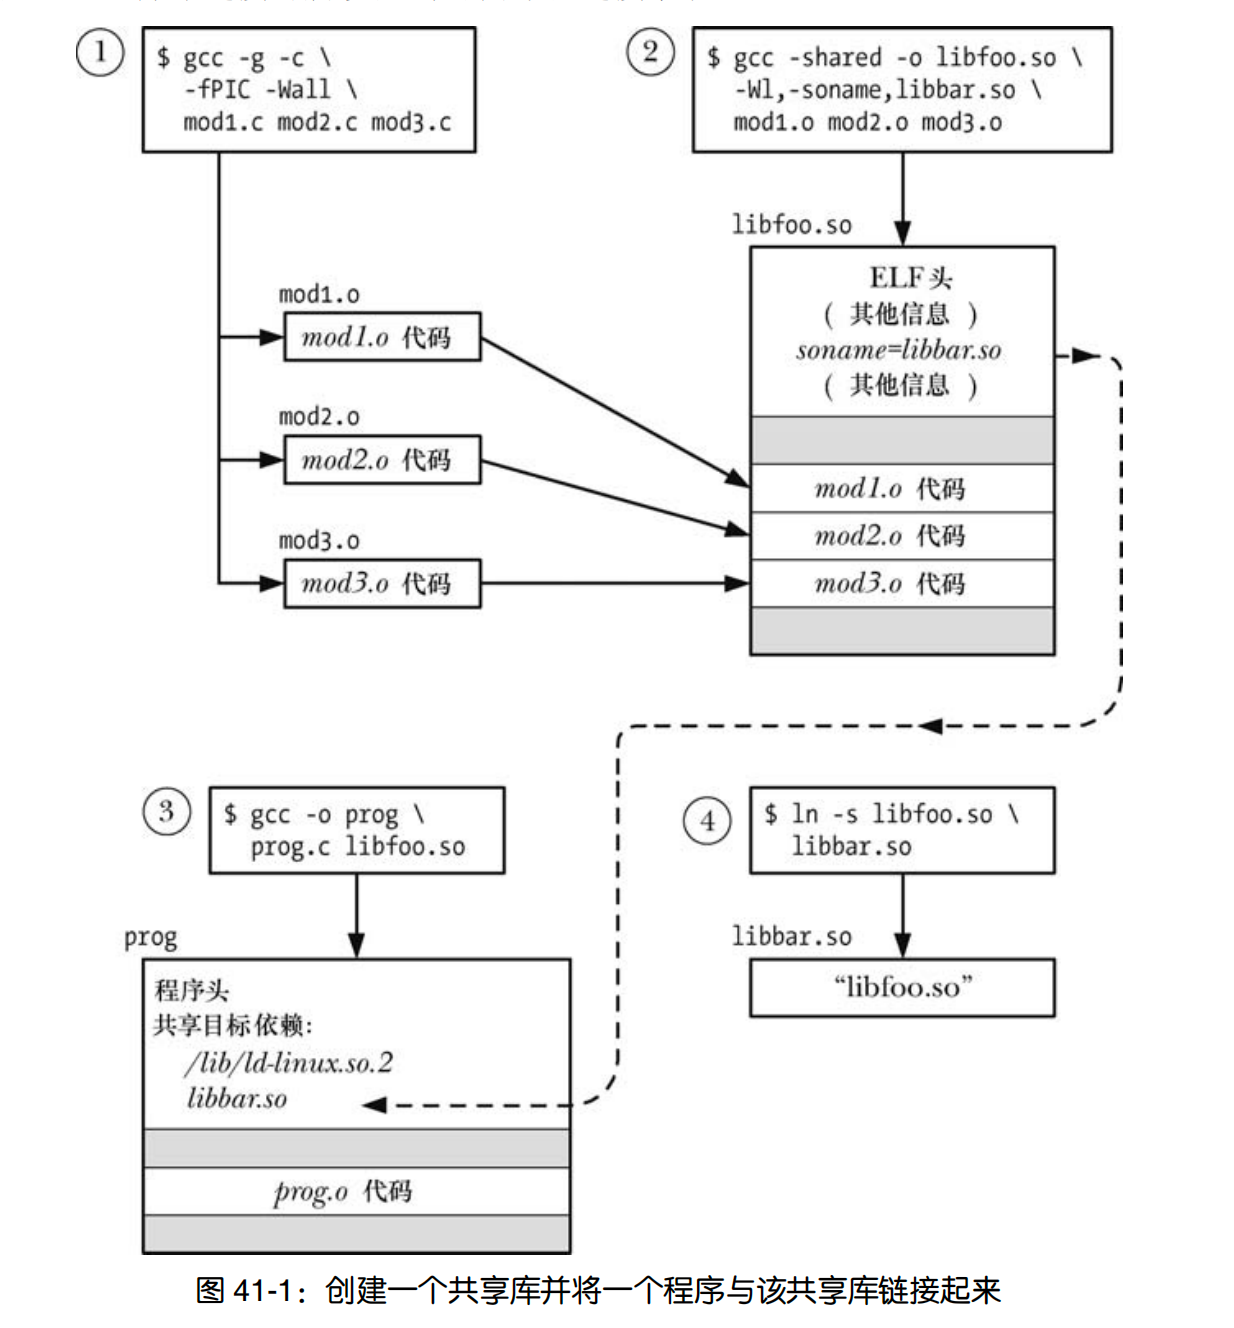 1
$ gcc -g -c \
-fPIC -Wall \
mod1.c mod2.c mod3.c
2
$ gcc -shared -o libfoo.so \
-Wl,-soname,libbar.so \
mod1.o mod2.o mod3.o
libfoo.so
ELF头
( 其他信息 )
soname=libbar.so
( 其他信息 )
mod1.o
mod1.o 代码
mod2.o
mod2.o 代码
mod3.o
mod3.o 代码
mod1.o 代码
mod2.o 代码
mod3.o 代码
3
$ gcc -o prog \
prog.c libfoo.so
4
$ ln -s libfoo.so \
libbar.so
prog
程序头
共享目标依赖:
/lib/ld-linux.so.2
libbar.so
prog.o 代码
libbar.so
“libfoo.so”
图 41-1：创建一个共享库并将一个程序与该共享库链接起来